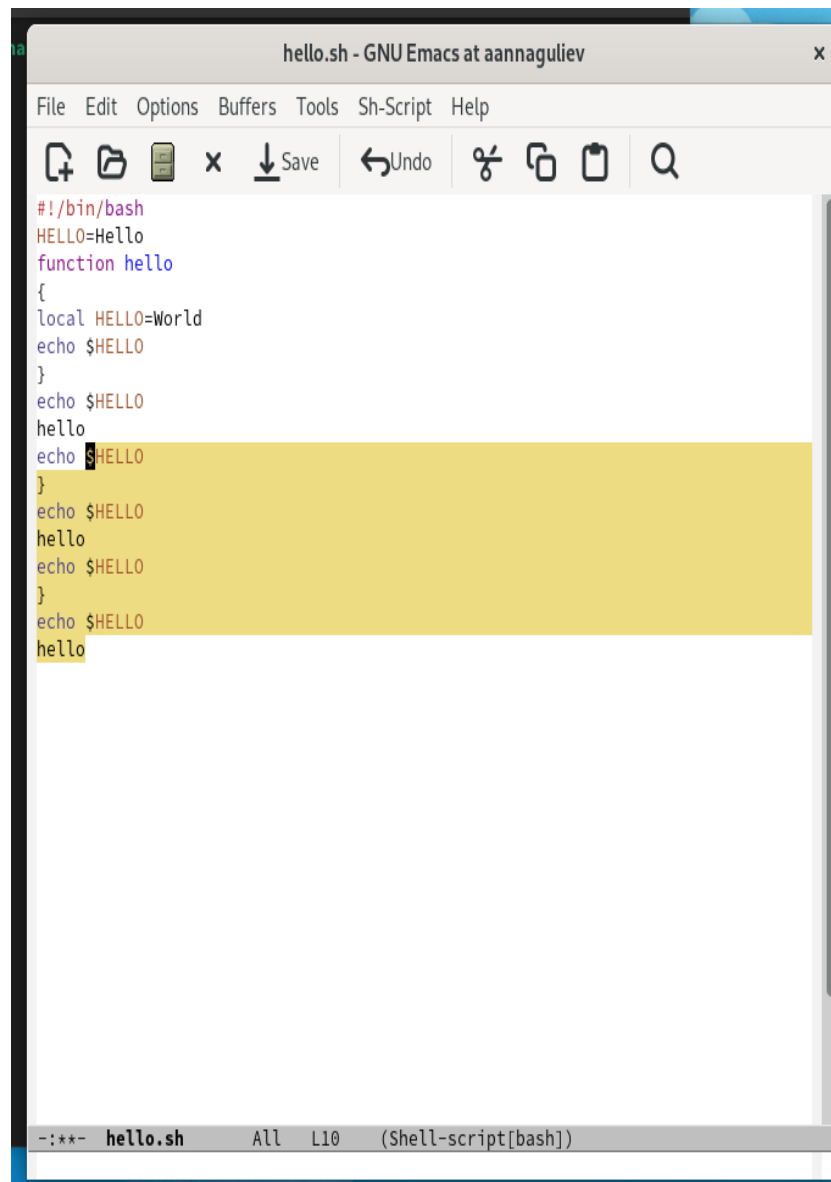 na
hello.sh - GNU Emacs at aannaguliev
File Edit Options Buffers Tools Sh-Script Help
Save Undo
#!/bin/bash
HELLO=Hello
function hello
{
local HELLO=World
echo $HELLO
}
echo $HELLO
hello
echo $HELLO
}
echo $HELLO
hello
echo $HELLO
}
echo $HELLO
hello
-:**- hello.sh All L10 (Shell-script[bash])